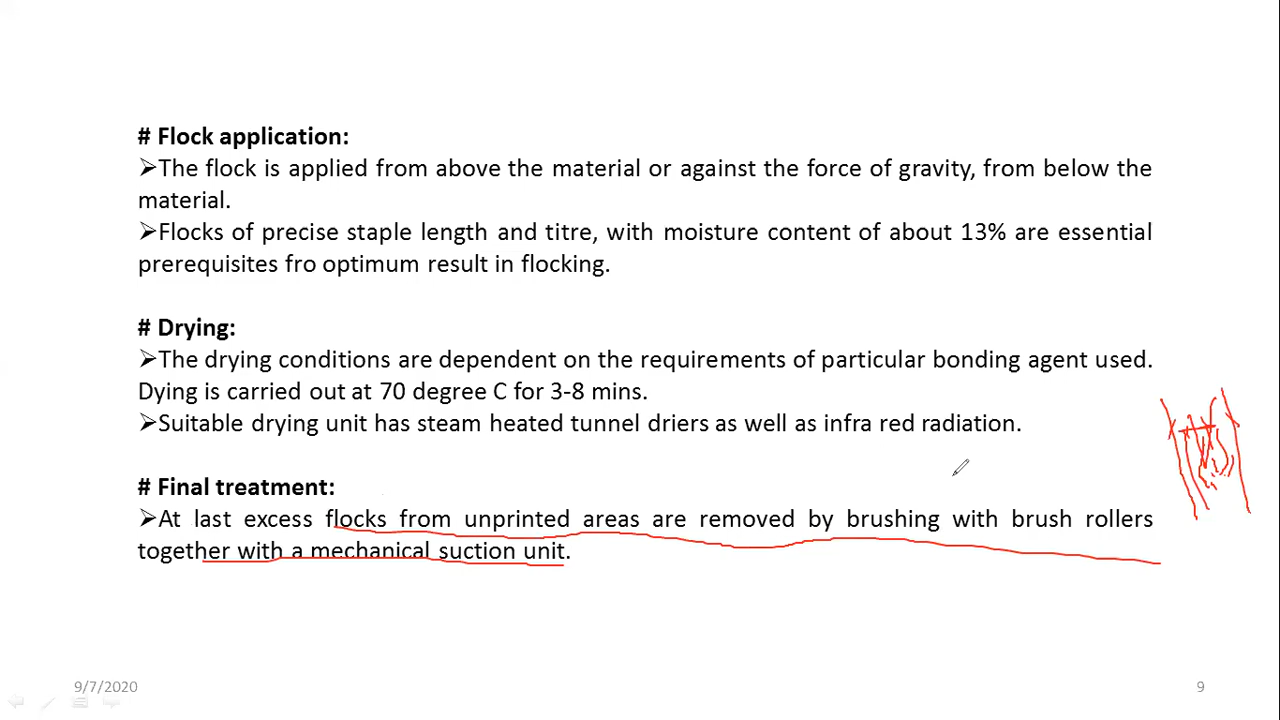 # Flock application:
➢The flock is applied from above the material or against the force of gravity, from below the
material.
➢Flocks of precise staple length and titre, with moisture content of about 13% are essential
prerequisites fro optimum result in flocking.
# Drying:
➢The drying conditions are dependent on the requirements of particular bonding agent used.
Dying is carried out at 70 degree C for 3-8 mins.
➢Suitable drying unit has steam heated tunnel driers as well as infra red radiation.
# Final treatment:
➢At last excess flocks from unprinted areas are removed by brushing with brush rollers
together with a mechanical suction unit.
9/7/2020
9